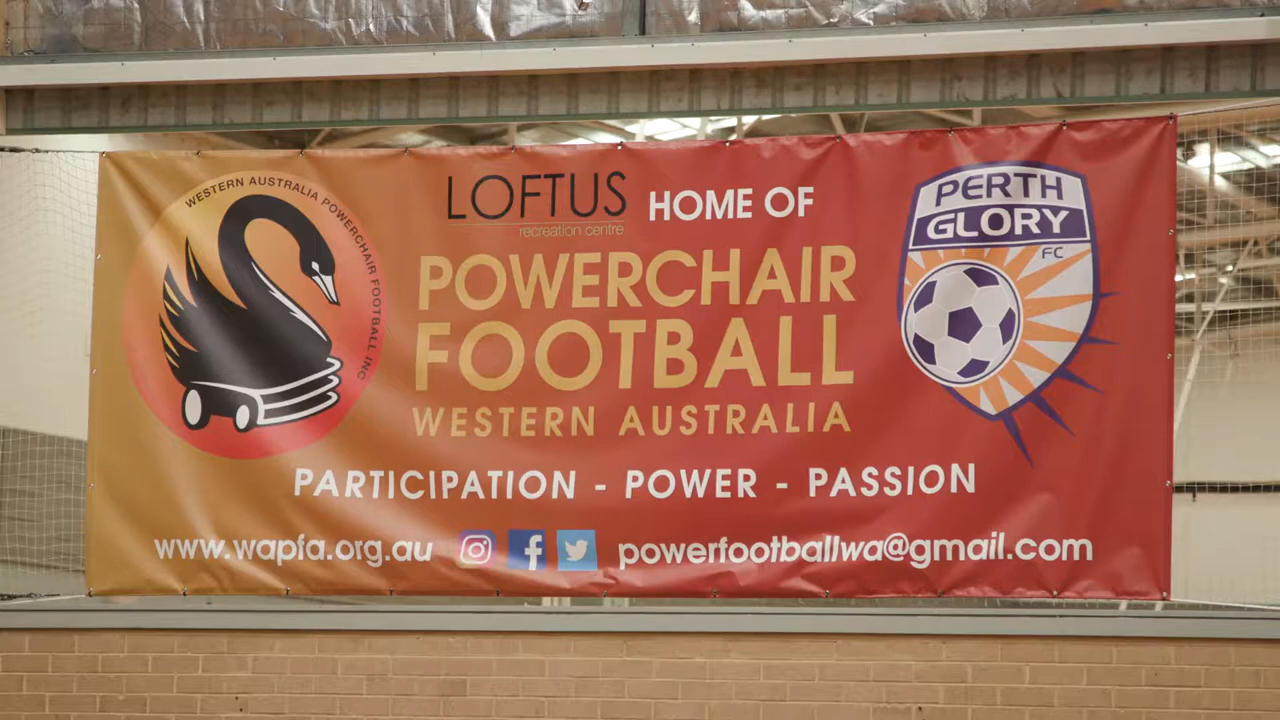 WESTERN AUSTRALIA POWERCHAIR FOOTBALL INC
LOFTUS
recreation centre
HOME OF
POWERCHAIR
FOOTBALL
WESTERN AUSTRALIA
PERTH
GLORY
FC
PARTICIPATION - POWER - PASSION
www.wapfa.org.au
powerfootballwa@gmail.com